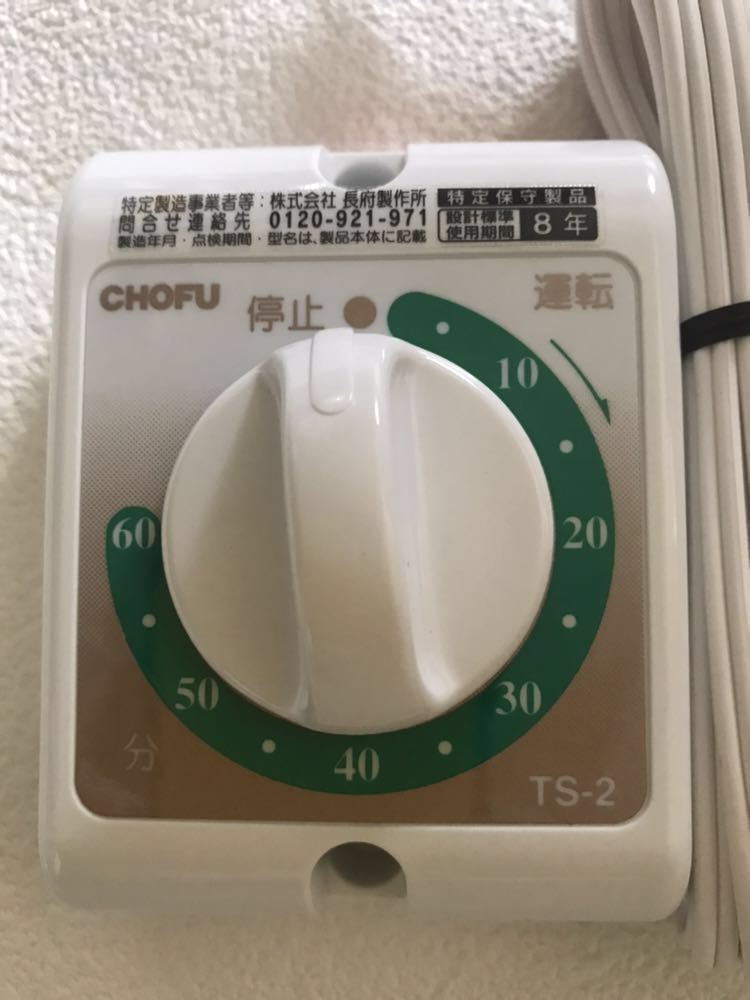 特定製造事業者等：株式会社 長府製作所
問合せ連絡先 0120-921-971
製造年月・点検期間・型名は、製品本体に記載
特定保守製品
設計標準
使用期間
8年
CHOFU
停止
運転
10
20
30
40
50
60
分
TS-2